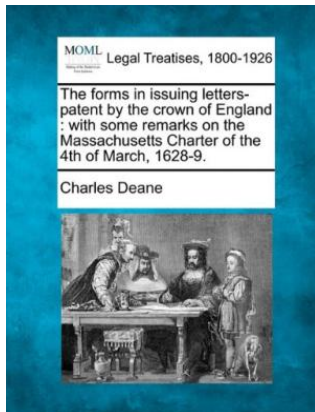 MOML
Legal Treatises, 1800-1926
The forms in issuing letters-
patent by the crown of England
: with some remarks on the
Massachusetts Charter of the
4th of March, 1628-9.
Charles Deane